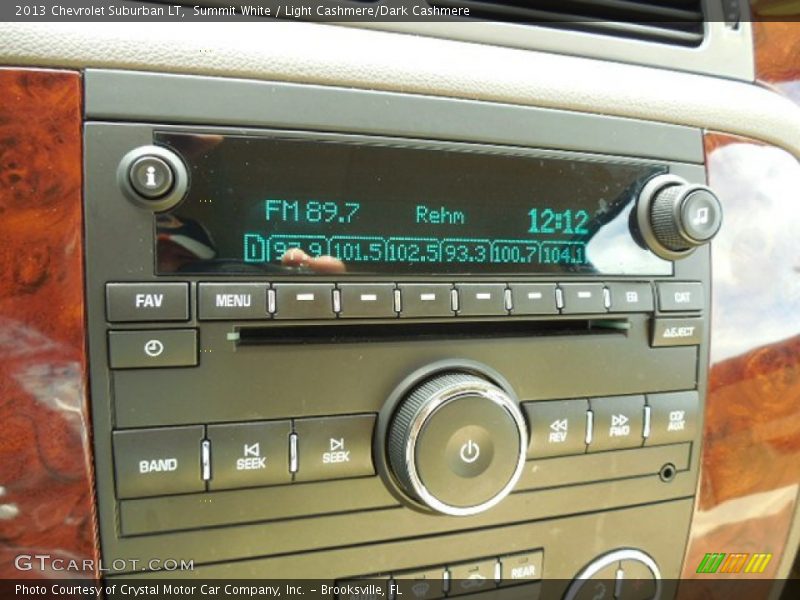 2013 Chevrolet Suburban LT, Summit White / Light Cashmere/Dark Cashmere
i
FM 89.7 Rehm 12:12
D 97.9 101.5 102.5 93.3 100.7 104.1
FAV MENU CAT
EJECT
BAND SEEK SEEK REV FWD CD/AUX
REAR
GTCARLOT.COM
Photo Courtesy of Crystal Motor Car Company, Inc. - Brooksville, FL